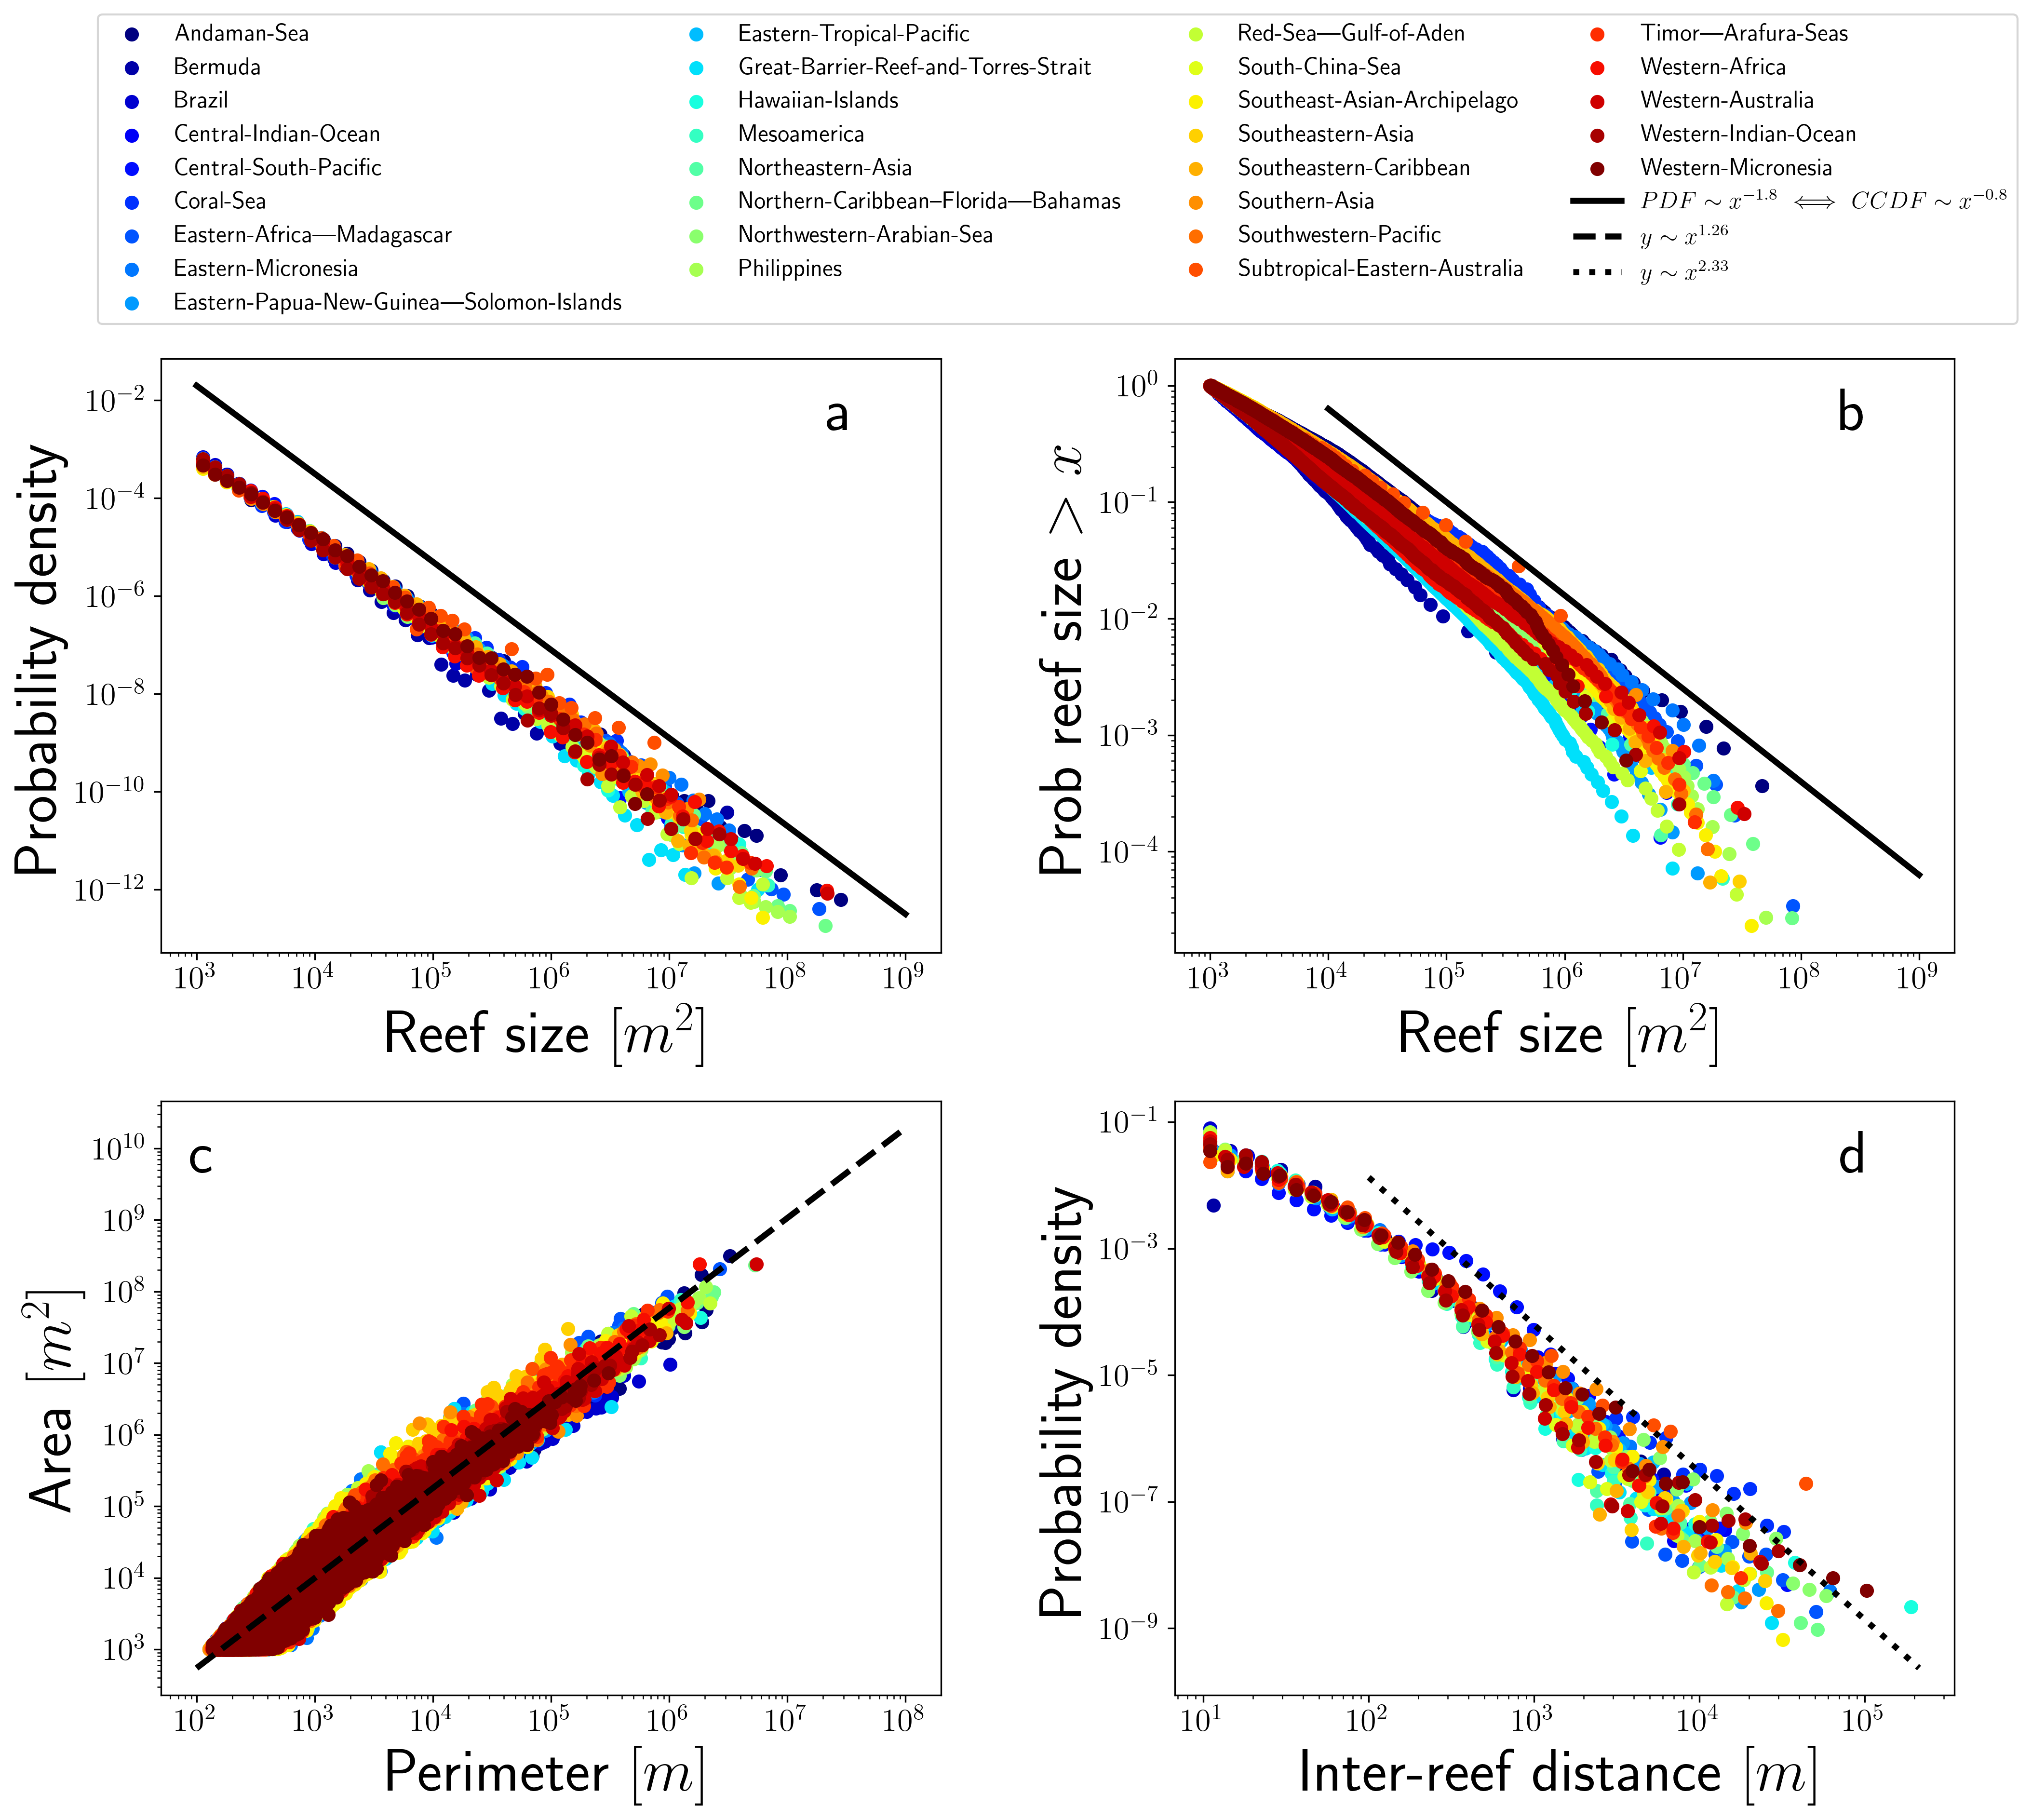 Andaman-Sea
Bermuda
Brazil
Central-Indian-Ocean
Central-South-Pacific
Coral-Sea
Eastern-Africa—Madagascar
Eastern-Micronesia
Eastern-Papua-New-Guinea—Solomon-Islands
Eastern-Tropical-Pacific
Great-Barrier-Reef-and-Torres-Strait
Hawaiian-Islands
Mesoamerica
Northeastern-Asia
Northern-Caribbean–Florida—Bahamas
Northwestern-Arabian-Sea
Philippines
Red-Sea—Gulf-of-Aden
South-China-Sea
Southeast-Asian-Archipelago
Southeastern-Asia
Southeastern-Caribbean
Southern-Asia
Southwestern-Pacific
Subtropical-Eastern-Australia
Timor—Arafura-Seas
Western-Africa
Western-Australia
Western-Indian-Ocean
Western-Micronesia
PDF ∼ x^{−1.8} ⟺ CCDF ∼ x^{−0.8}
y ∼ x^{1.26}
y ∼ x^{2.33}
a
Probability density
10^{−2}
10^{−4}
10^{−6}
10^{−8}
10^{−10}
10^{−12}
10^3 10^4 10^5 10^6 10^7 10^8 10^9
Reef size [m^2]
b
Prob reef size > x
10^0
10^{−1}
10^{−2}
10^{−3}
10^{−4}
10^3 10^4 10^5 10^6 10^7 10^8 10^9
Reef size [m^2]
c
Area [m^2]
10^{10}
10^9
10^8
10^7
10^6
10^5
10^4
10^3
10^2 10^3 10^4 10^5 10^6 10^7 10^8
Perimeter [m]
d
Probability density
10^{−1}
10^{−3}
10^{−5}
10^{−7}
10^{−9}
10^1 10^2 10^3 10^4 10^5
Inter-reef distance [m]